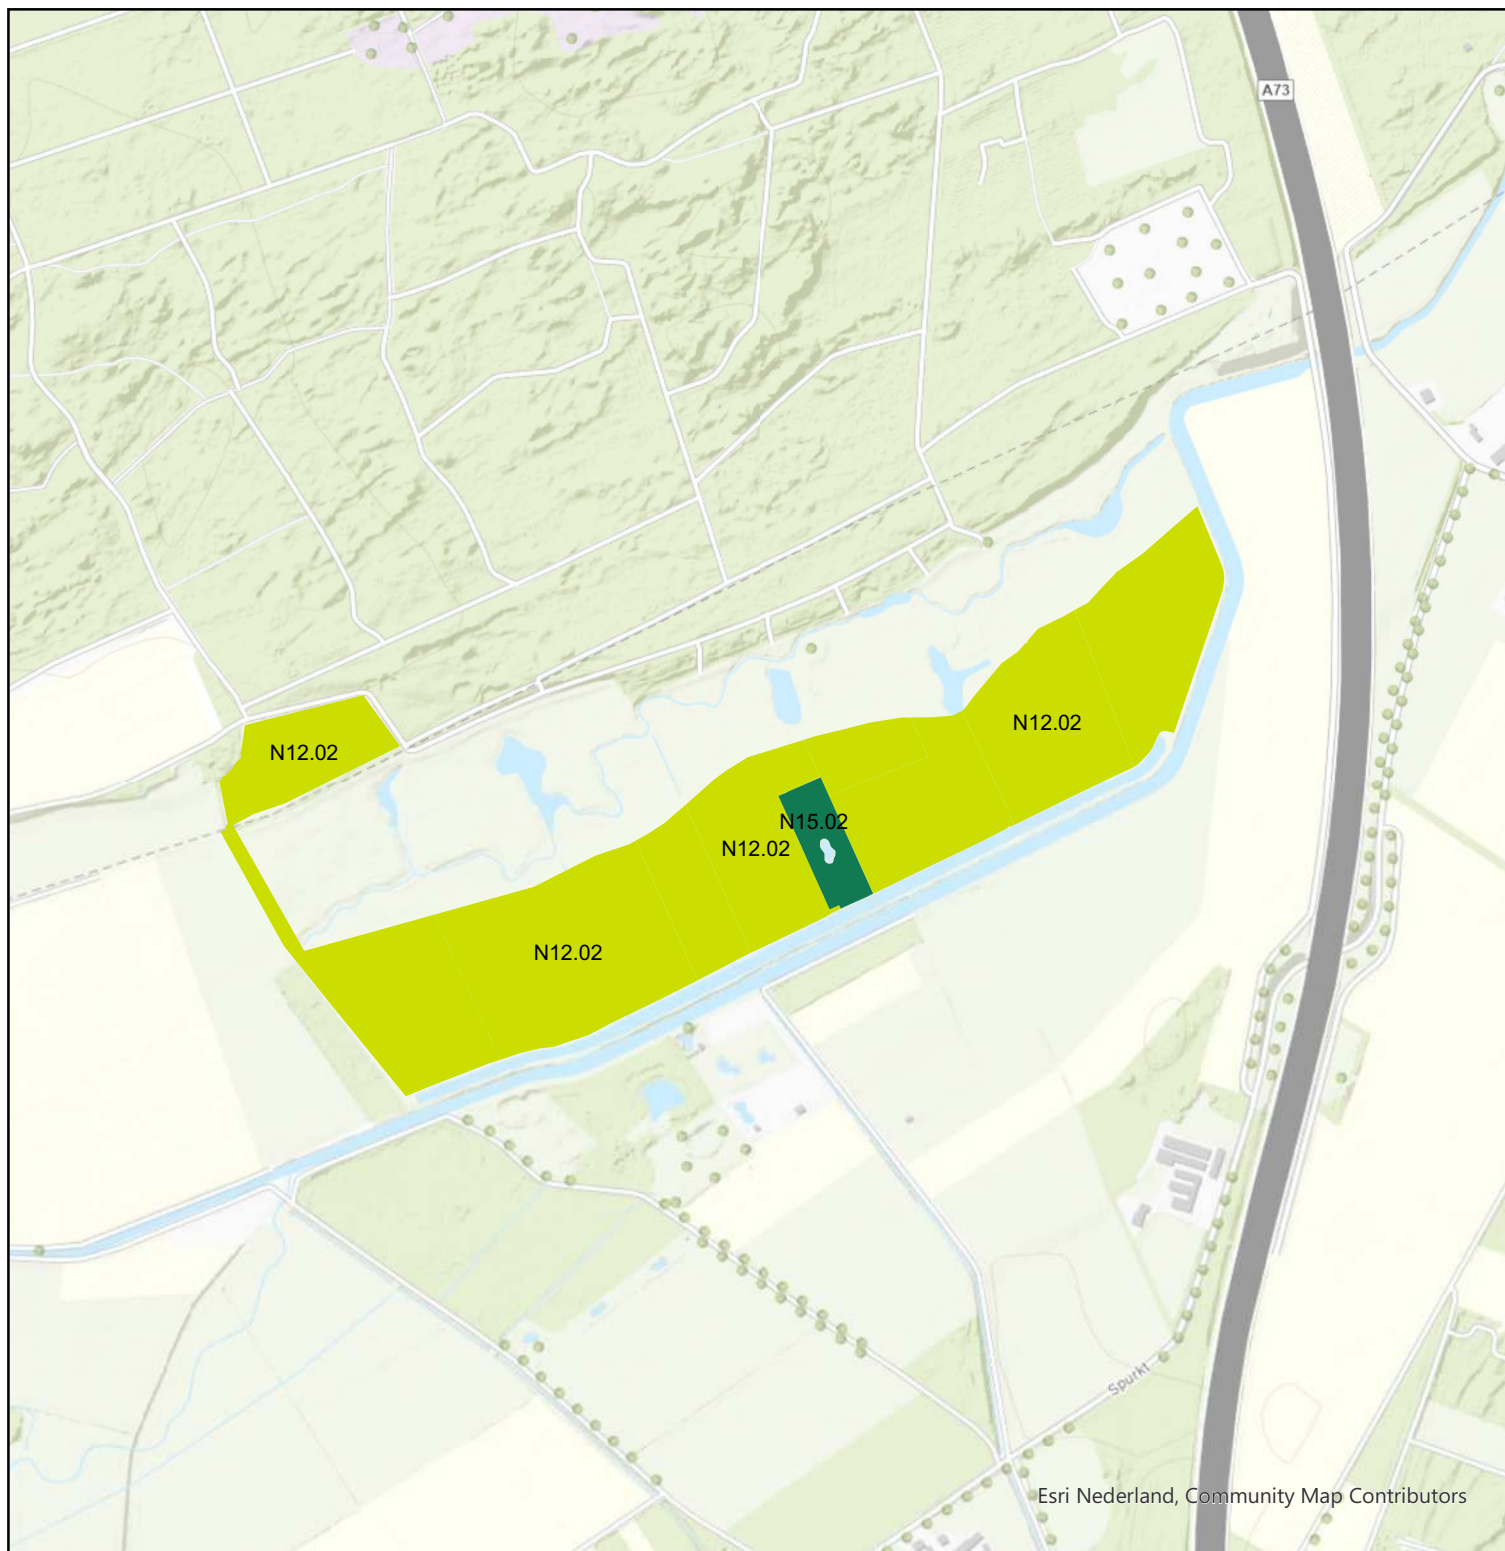 A73
N12.02
N12.02
N15.02
N12.02
N12.02
Spurkt
Esri Nederland, Community Map Contributors